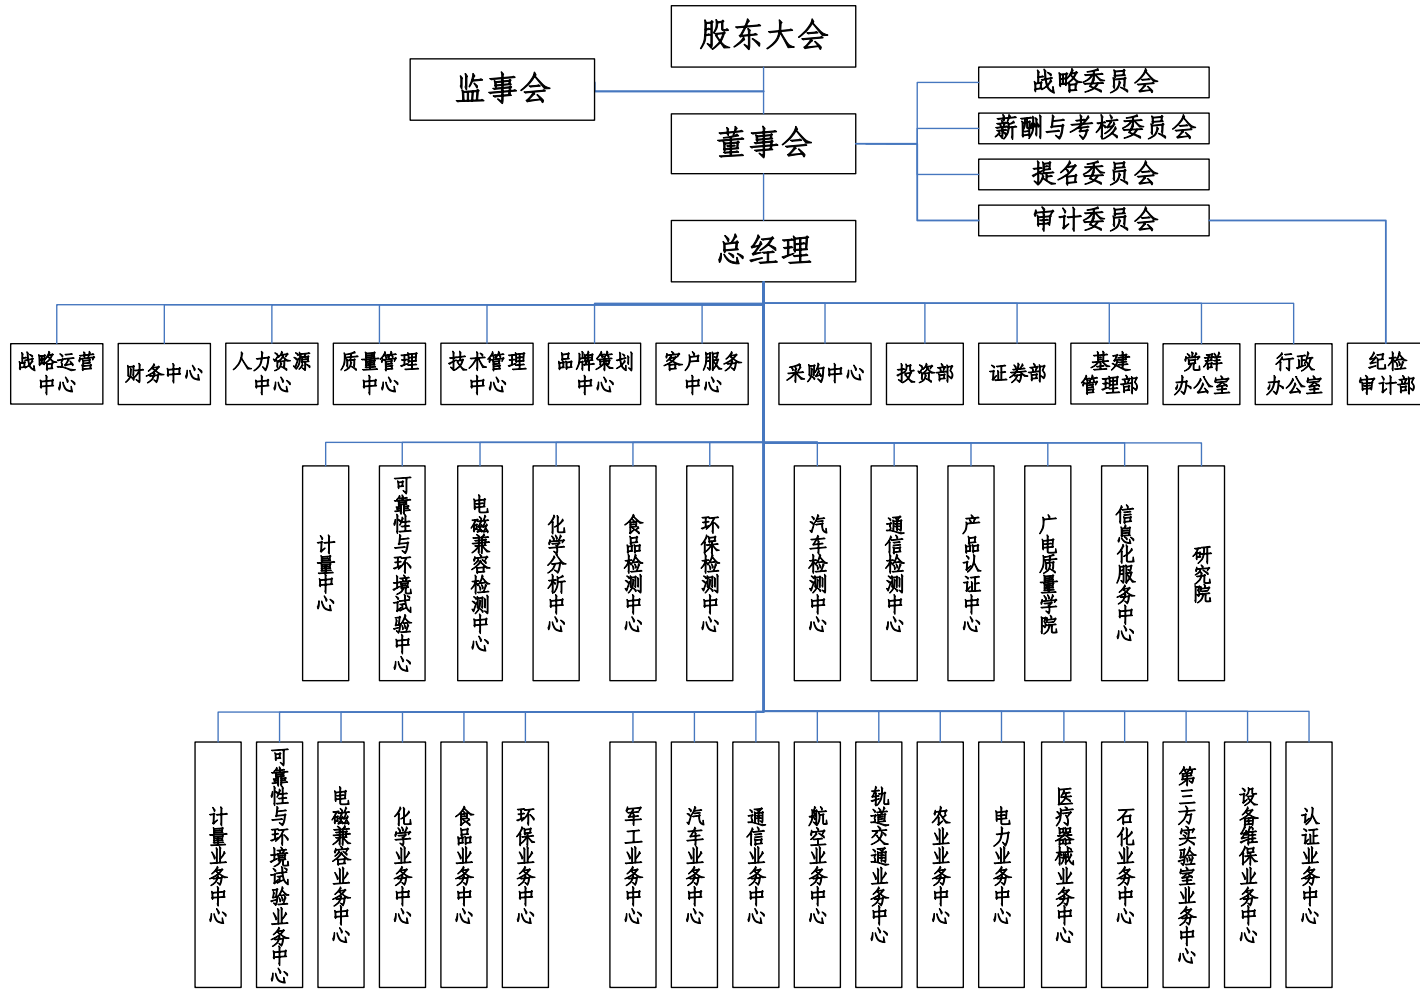 股东大会
监事会
董事会
总经理
战略委员会
薪酬与考核委员会
提名委员会
审计委员会
战略运营
中心
财务中心
人力资源
中心
质量管理
中心
技术管理
中心
品牌策划
中心
客户服务
中心
采购中心
投资部
证券部
基建
管理部
党群
办公室
行政
办公室
纪检
审计部
计量中心
可靠性与环境试验中心
电磁兼容检测中心
化学分析中心
食品检测中心
环保检测中心
汽车检测中心
通信检测中心
产品认证中心
广电质量学院
信息化服务中心
研究院
计量业务中心
可靠性与环境试验业务中心
电磁兼容业务中心
化学业务中心
食品业务中心
环保业务中心
军工业务中心
汽车业务中心
通信业务中心
航空业务中心
轨道交通业务中心
农业业务中心
电力业务中心
医疗器械业务中心
石化业务中心
第三方实验室业务中心
设备维保业务中心
认证业务中心